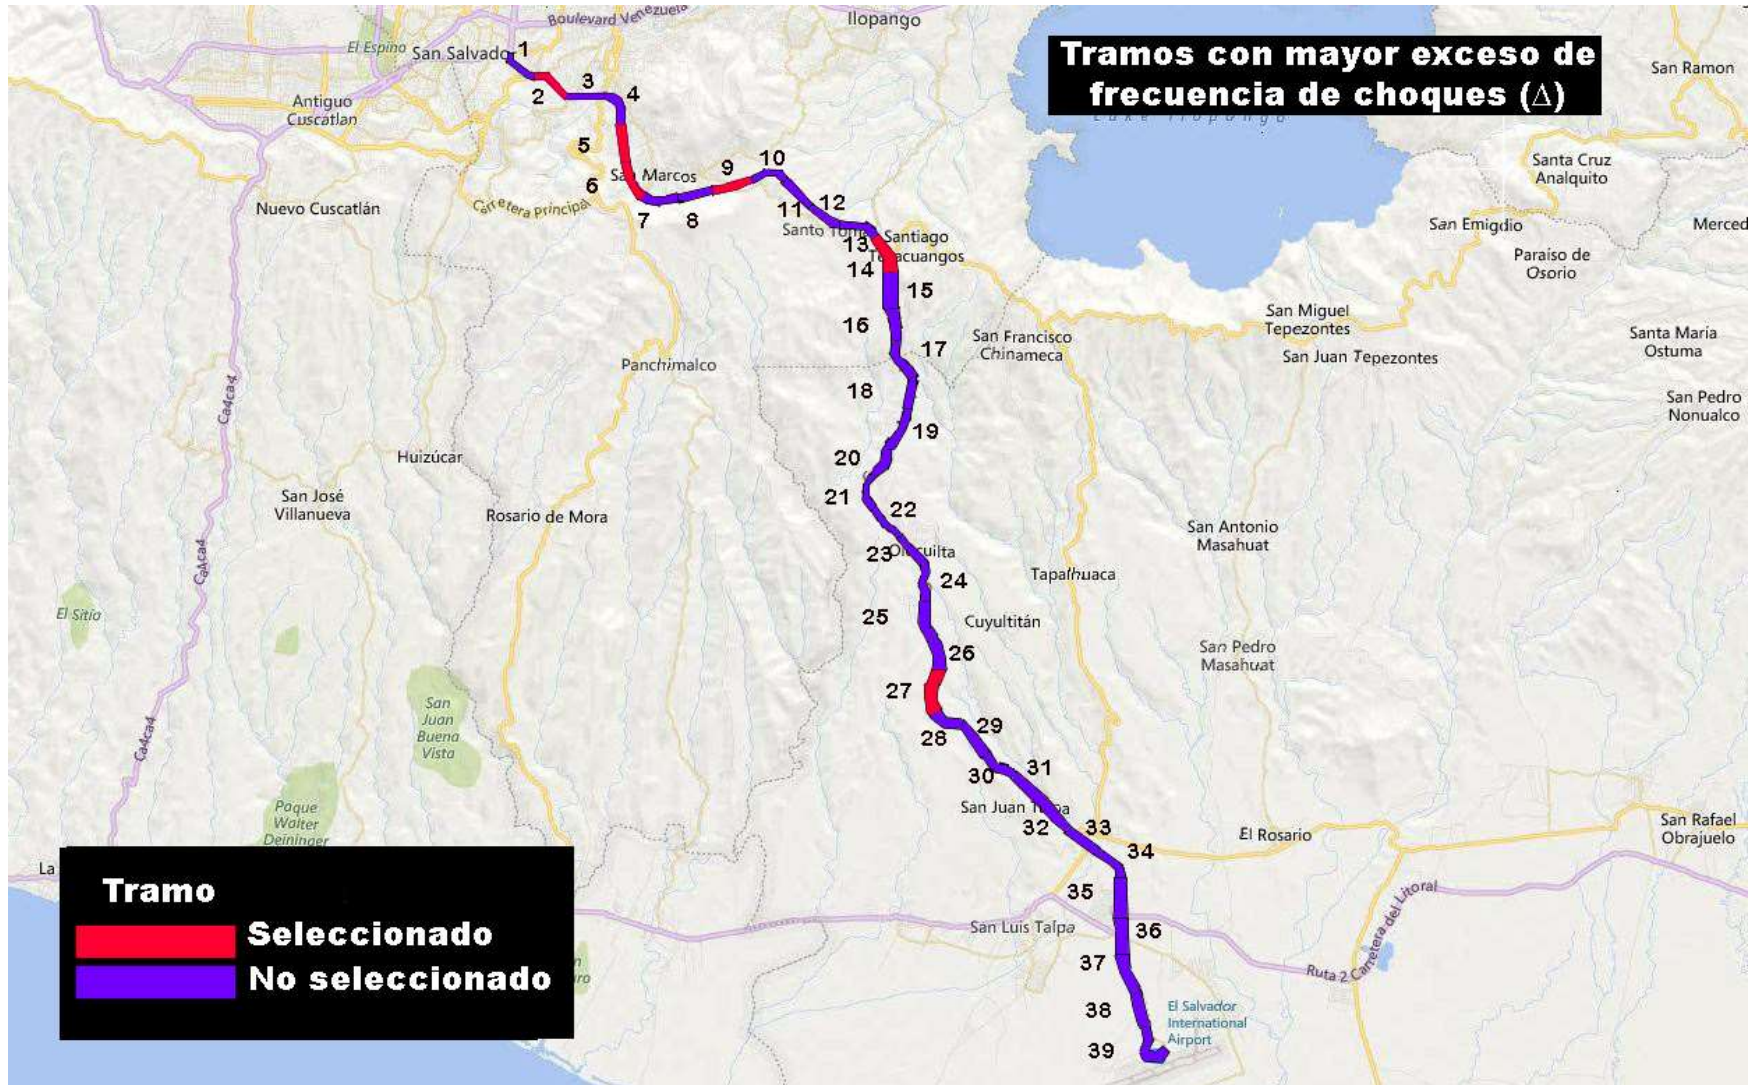 Boulevard Venezuela
Ilopango
El Espino
San Salvado
1
Tramos con mayor exceso de
frecuencia de choques (Δ)
San Ramon
2
3
4
Antiguo
Cuscatlan
5
San Marcos
6
9
10
Santa Cruz
Analquito
Nuevo Cuscatlán
Carretera Principal
7
8
11
12
Santo Tom
13
Santiago
Texacuangos
14
San Emigdio
Merced
Paraiso de
Osorio
15
16
17
San Francisco
Chinameca
San Miguel
Tepezontes
San Juan Tepezontes
Santa Maria
Ostuma
Panchimalco
18
Ca4ca4
San Pedro
Nonualco
19
Huizúcar
20
21
San José
Villanueva
Rosario de Mora
22
San Antonio
Masahuat
23
Olocuilta
Ca4ca4
24
Tapalhuaca
El Sitio
25
Cuyultitán
26
San Pedro
Masahuat
27
San
Juan
Buena
Vista
Ca4ca4
28
29
30
31
San Juan Talpa
32
33
Paque
Walter
Deininger
El Rosario
San Rafael
Obrajuelo
34
La
35
Tramo
Seleccionado
No seleccionado
San Luis Talpa
36
Ruta 2 Carretera del Litoral
37
38
El Salvador
International
Airport
39